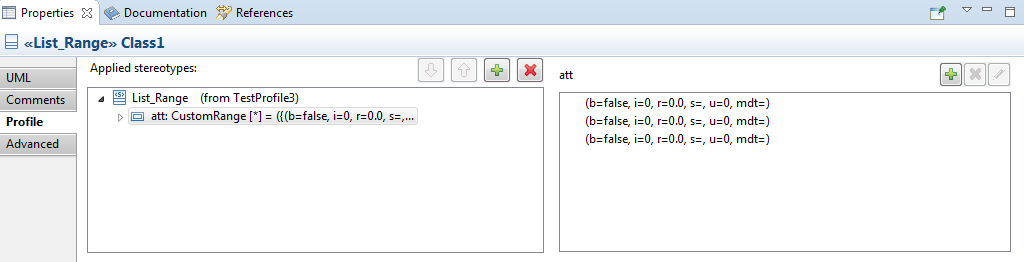 Properties Documentation References
«List_Range» Class1
UML
Comments
Profile
Advanced
Applied stereotypes:
List_Range (from TestProfile3)
att: CustomRange [*] = ({(b=false, i=0, r=0.0, s=,...
att
(b=false, i=0, r=0.0, s=, u=0, mdt=)
(b=false, i=0, r=0.0, s=, u=0, mdt=)
(b=false, i=0, r=0.0, s=, u=0, mdt=)